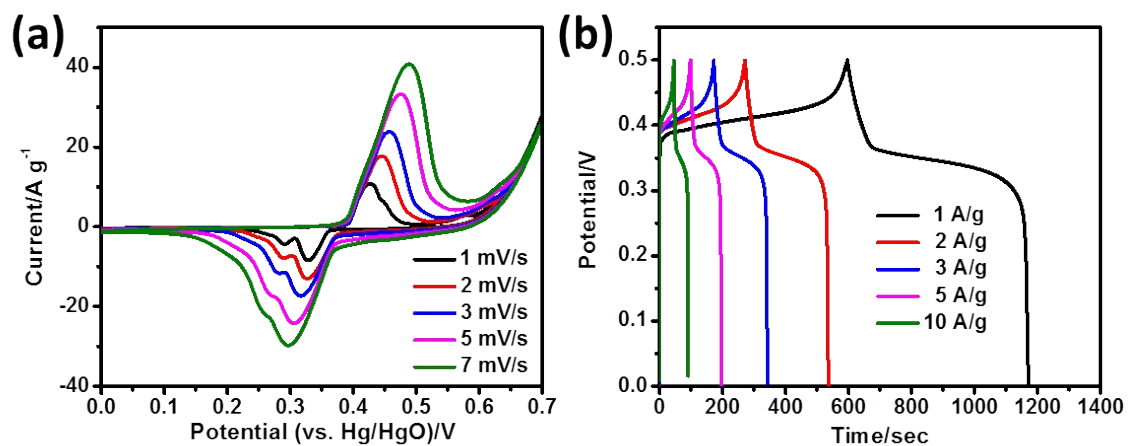 (a)
Current/A g-1
40
20
0
-20
-40
0.0 0.1 0.2 0.3 0.4 0.5 0.6 0.7
Potential (vs. Hg/HgO)/V
1 mV/s
2 mV/s
3 mV/s
5 mV/s
7 mV/s
(b)
Potential/V
0.5
0.4
0.3
0.2
0.1
0.0
0 200 400 600 800 1000 1200 1400
Time/sec
1 A/g
2 A/g
3 A/g
5 A/g
10 A/g